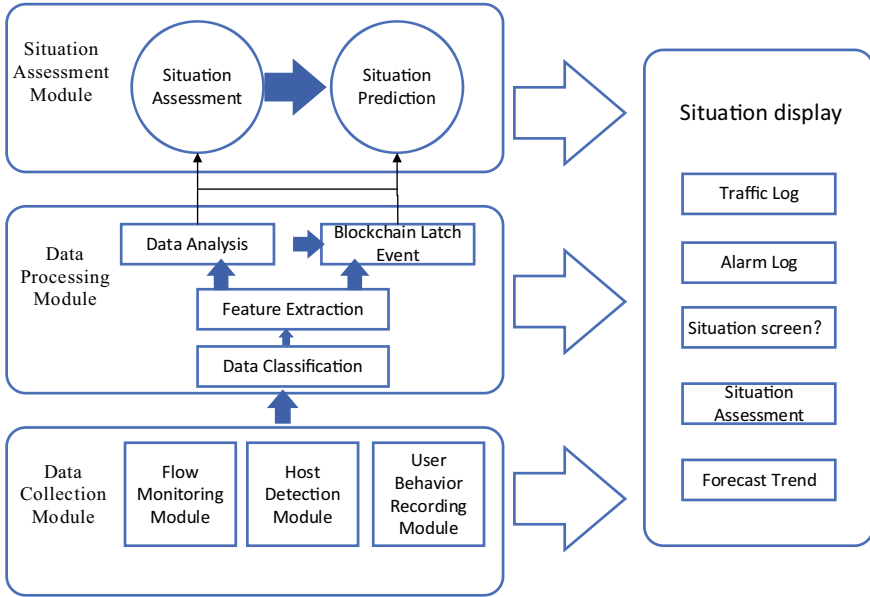 Situation
Assessment
Module
Situation
Assessment
Situation
Prediction
Data
Processing
Module
Data Analysis
Blockchain Latch
Event
Feature Extraction
Data Classification
Data
Collection
Module
Flow
Monitoring
Module
Host
Detection
Module
User
Behavior
Recording
Module
Situation display
Traffic Log
Alarm Log
Situation screen?
Situation
Assessment
Forecast Trend